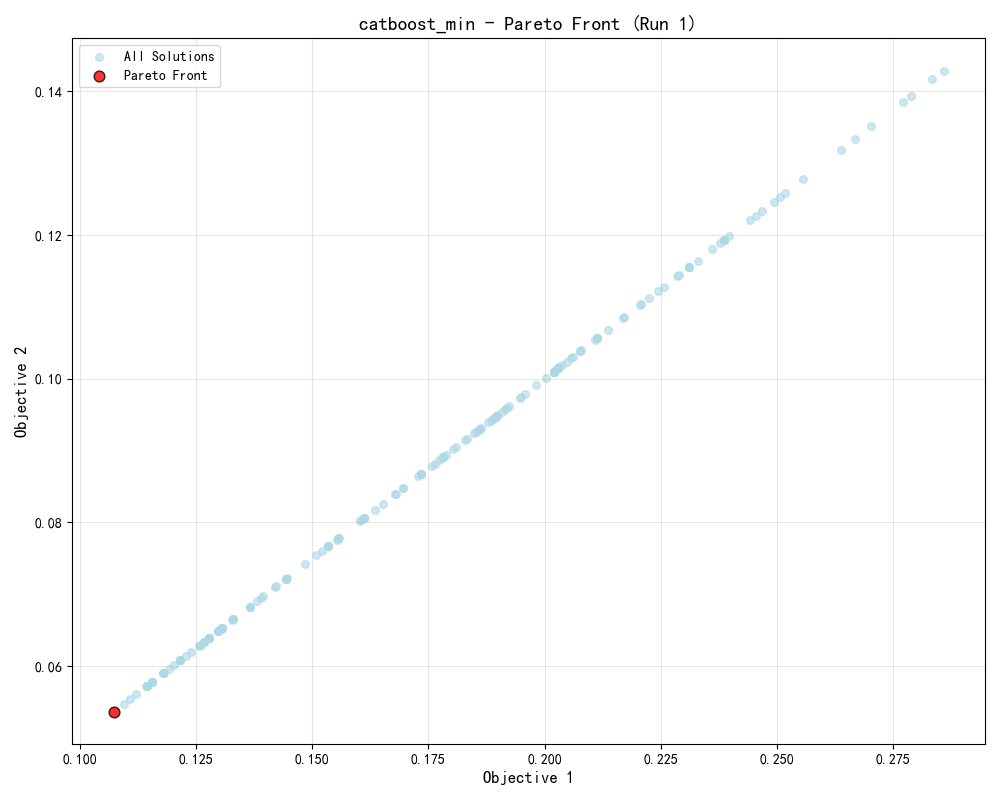 catboost_min - Pareto Front (Run 1)
All Solutions
Pareto Front
0.14
0.12
0.10
0.08
0.06
Objective 2
0.100 0.125 0.150 0.175 0.200 0.225 0.250 0.275
Objective 1